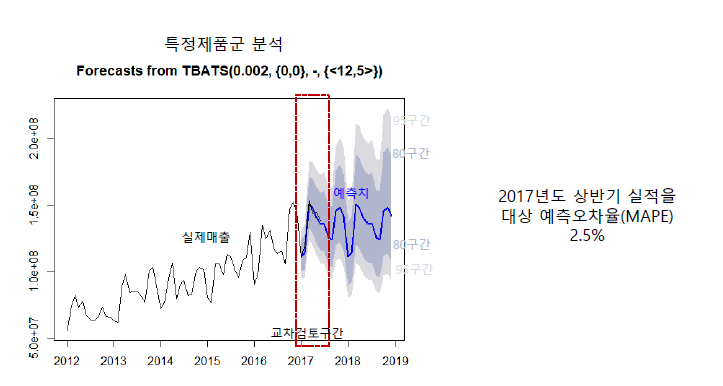 특정제품군 분석
Forecasts from TBATS(0.002, {0,0}, -, {<12,5>})
2.0e+08
1.5e+08
1.0e+08
5.0e+07
95구간
80구간
예측치
실제매출
80구간
95구간
교차검토구간
2012 2013 2014 2015 2016 2017 2018 2019
2017년도 상반기 실적을
대상 예측오차율(MAPE)
2.5%